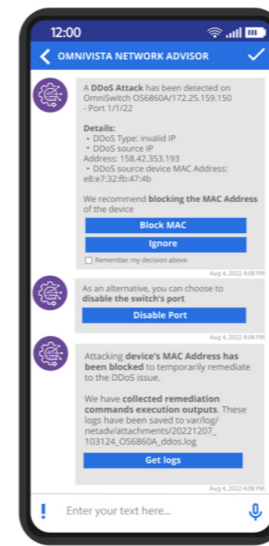 12:00
OMNIVISTA NETWORK ADVISOR
A DDoS Attack has been detected on
OmniSwitch OS6860A/172.25.159.150
- Port 1/1/22
Details:
• DDoS Type: invalid IP
• DDoS source IP
Address: 158.42.353.193
• DDoS source device MAC Address:
e8:e7:32:fb:47:4b
We recommend blocking the MAC Address
of the device
Block MAC
Ignore
Remember my decision above
Aug 4, 2022 4:08 PM
As an alternative, you can choose to
disable the switch's port
Disable Port
Aug 4, 2022 4:08 PM
Attacking device's MAC Address has
been blocked to temporarily remediate
to the DDoS issue.
We have collected remediation
commands execution outputs. These
logs have been saved to var/log/
netadv/attachments/20221207_
103124_OS6860A_ddos.log
Get logs
Aug 4, 2022 4:08 PM
! Enter your text here...